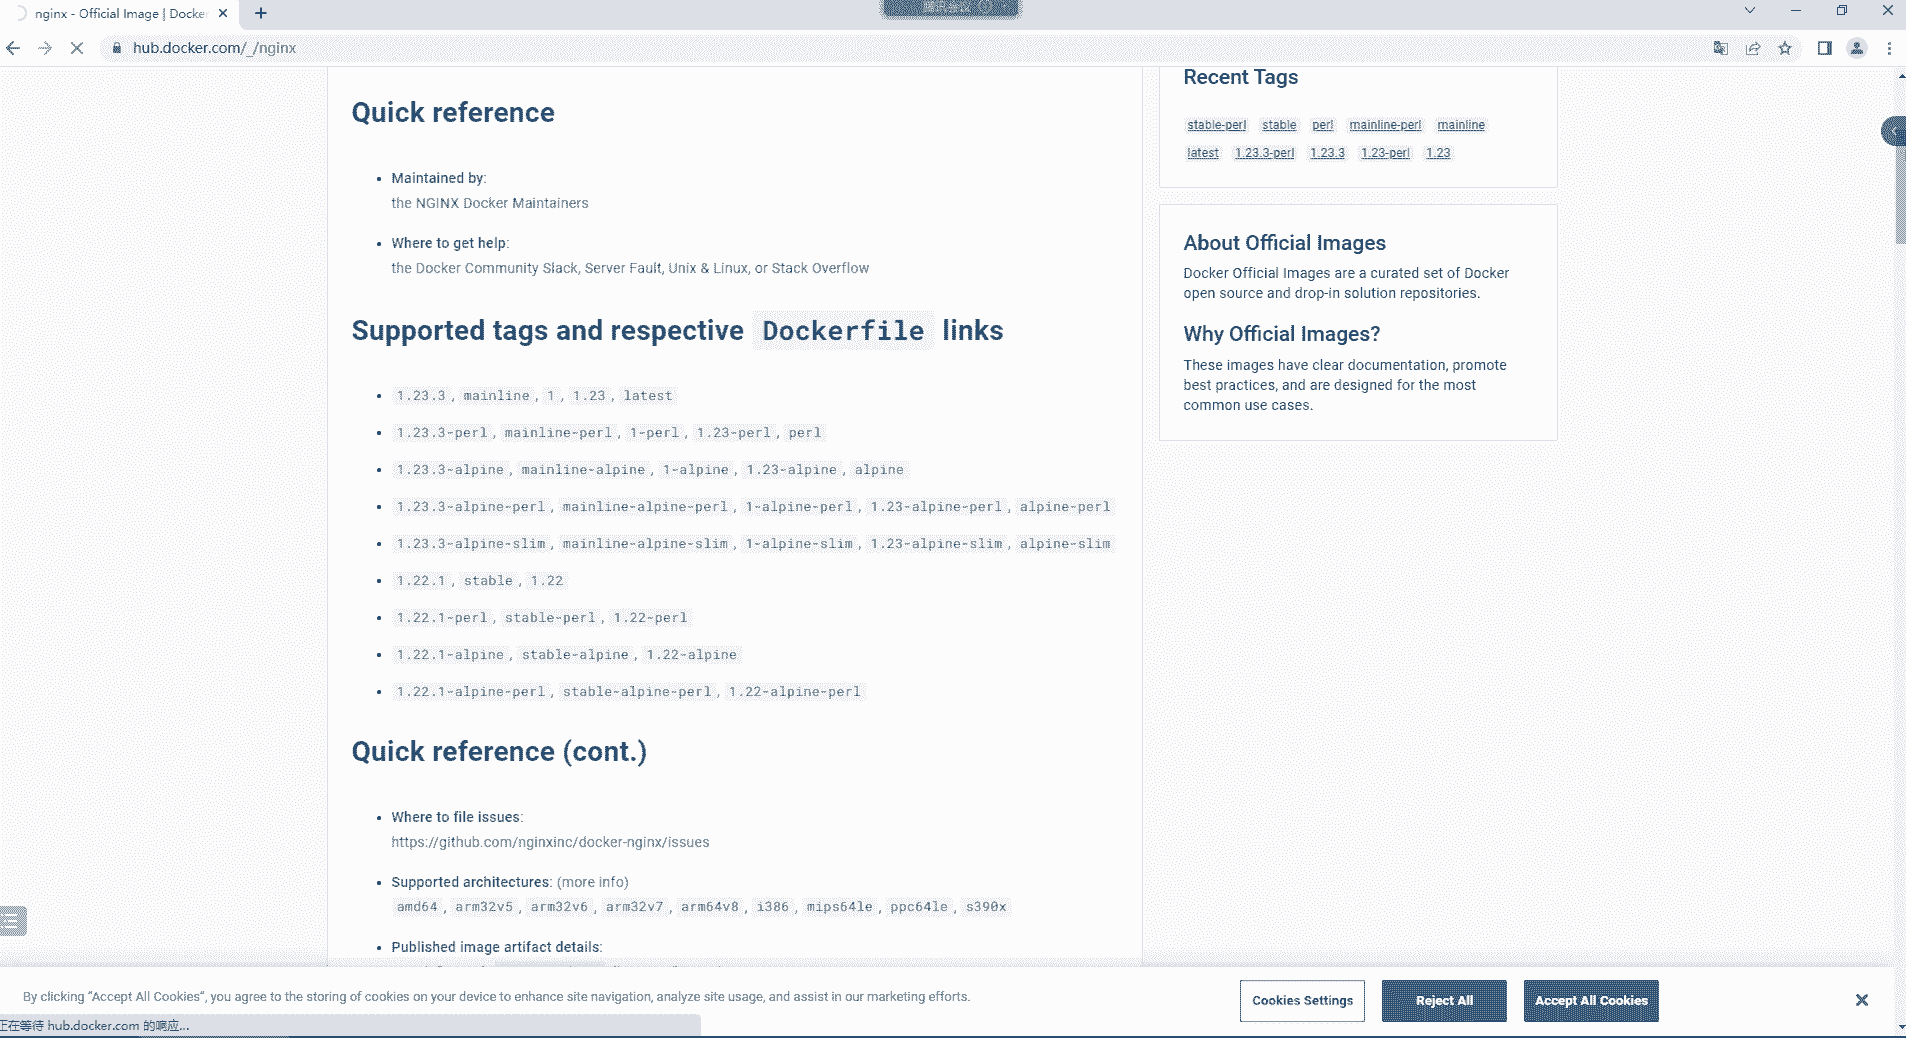 nginx - Official Image | Docker
腾讯会议
hub.docker.com/_/nginx
Quick reference
Maintained by:
the NGINX Docker Maintainers
Where to get help:
the Docker Community Slack, Server Fault, Unix & Linux, or Stack Overflow
Supported tags and respective Dockerfile links
1.23.3, mainline, 1, 1.23, latest
1.23.3-perl, mainline-perl, 1-perl, 1.23-perl, perl
1.23.3-alpine, mainline-alpine, 1-alpine, 1.23-alpine, alpine
1.23.3-alpine-perl, mainline-alpine-perl, 1-alpine-perl, 1.23-alpine-perl, alpine-perl
1.23.3-alpine-slim, mainline-alpine-slim, 1-alpine-slim, 1.23-alpine-slim, alpine-slim
1.22.1, stable, 1.22
1.22.1-perl, stable-perl, 1.22-perl
1.22.1-alpine, stable-alpine, 1.22-alpine
1.22.1-alpine-perl, stable-alpine-perl, 1.22-alpine-perl
Quick reference (cont.)
Where to file issues:
https://github.com/nginxinc/docker-nginx/issues
Supported architectures: (more info)
amd64, arm32v5, arm32v6, arm32v7, arm64v8, i386, mips64le, ppc64le, s390x
Published image artifact details:
Recent Tags
stable-perl stable perl mainline-perl mainline
latest 1.23.3-perl 1.23.3 1.23-perl 1.23
About Official Images
Docker Official Images are a curated set of Docker
open source and drop-in solution repositories.
Why Official Images?
These images have clear documentation, promote
best practices, and are designed for the most
common use cases.
By clicking “Accept All Cookies”, you agree to the storing of cookies on your device to enhance site navigation, analyze site usage, and assist in our marketing efforts.
Cookies Settings
Reject All
Accept All Cookies
正在等待 hub.docker.com 的响应...